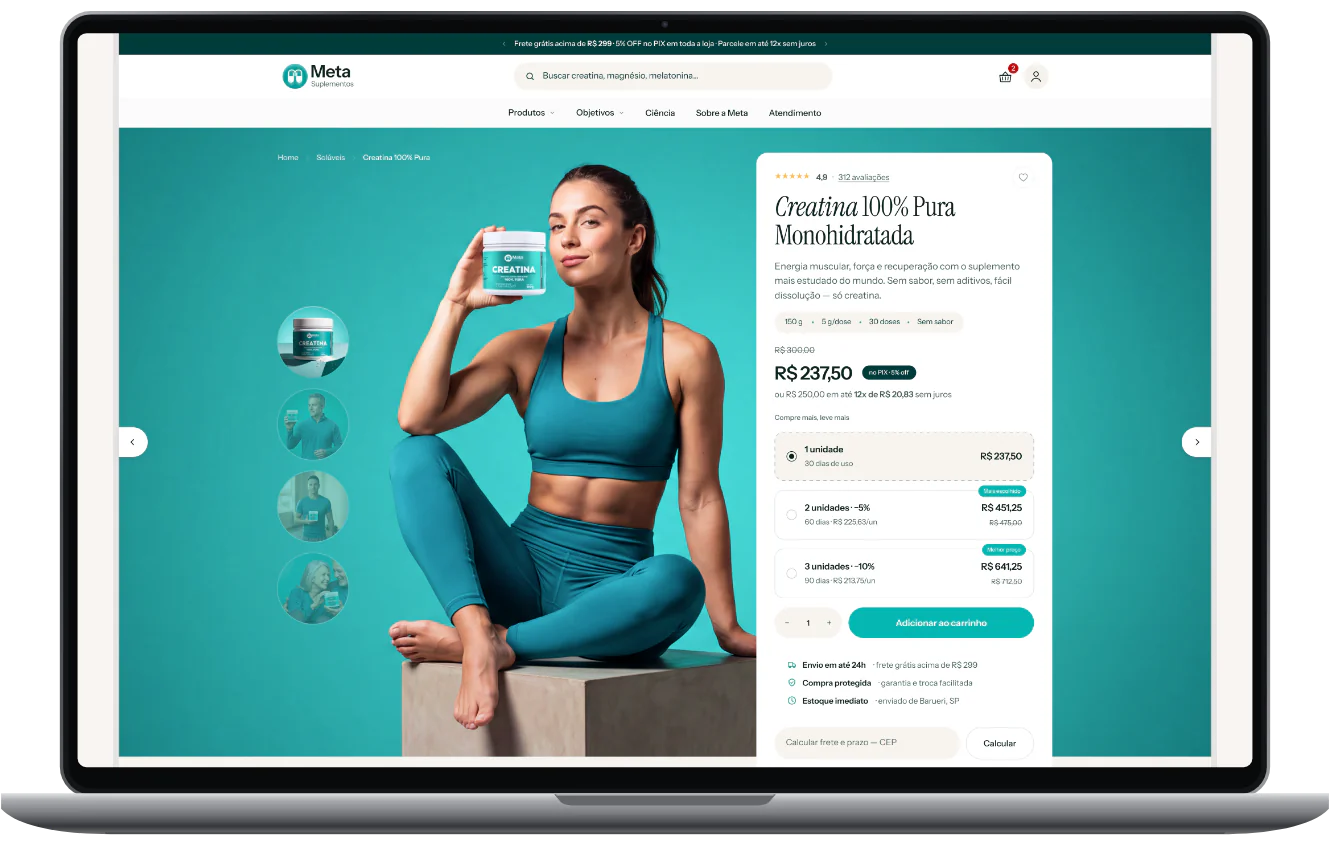 Frete grátis acima de R$ 299 · 5% OFF no PIX em toda a loja · Parcele em até 12x sem juros
Meta
Suplementos
Buscar creatina, magnésio, melatonina...
2
Produtos
Objetivos
Ciência
Sobre a Meta
Atendimento
Home
Solúveis
Creatina 100% Pura
Meta
CREATINA
100% PURA
CREATINA
★★★★★ 4,9 · 312 avaliações
Creatina 100% Pura
Monohidratada
Energia muscular, força e recuperação com o suplemento
mais estudado do mundo. Sem sabor, sem aditivos, fácil
dissolução — só creatina.
150 g • 5 g/dose • 30 doses • Sem sabor
R$ 300,00
R$ 237,50 no PIX · 5% off
ou R$ 250,00 em até 12x de R$ 20,83 sem juros
Compre mais, leve mais
1 unidade
30 dias de uso
R$ 237,50
Mais escolhido
2 unidades · −5%
60 dias · R$ 225,63/un
R$ 451,25
R$ 475,00
Melhor preço
3 unidades · −10%
90 dias · R$ 213,75/un
R$ 641,25
R$ 712,50
− 1 +
Adicionar ao carrinho
Envio em até 24h · frete grátis acima de R$ 299
Compra protegida · garantia e troca facilitada
Estoque imediato · enviado de Barueri, SP
Calcular frete e prazo — CEP
Calcular